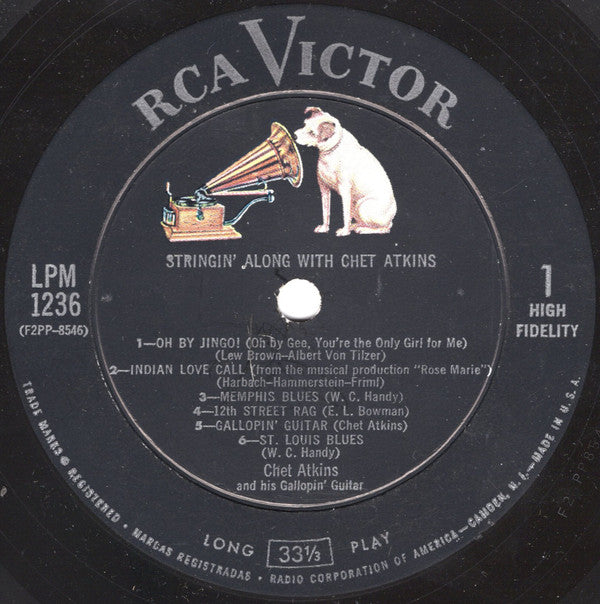 RCA VICTOR
STRINGIN' ALONG WITH CHET ATKINS
LPM
1236
(F2PP-8546)
1
HIGH
FIDELITY
1—OH BY JINGO! (Oh by Gee, You're the Only Girl for Me)
(Lew Brown-Albert Von Tilzer)
2—INDIAN LOVE CALL (from the musical production "Rose Marie")
(Harbach-Hammerstein-Friml)
3—MEMPHIS BLUES (W. C. Handy)
4—12th STREET RAG (E. L. Bowman)
5—GALLOPIN' GUITAR (Chet Atkins)
6—ST. LOUIS BLUES
(W. C. Handy)
Chet Atkins
and his Gallopin' Guitar
LONG 33⅓ PLAY
TRADE MARKS ® REGISTERED • MARCAS REGISTRADAS • RADIO CORPORATION OF AMERICA—CAMDEN, N. J.—MADE IN U. S. A.